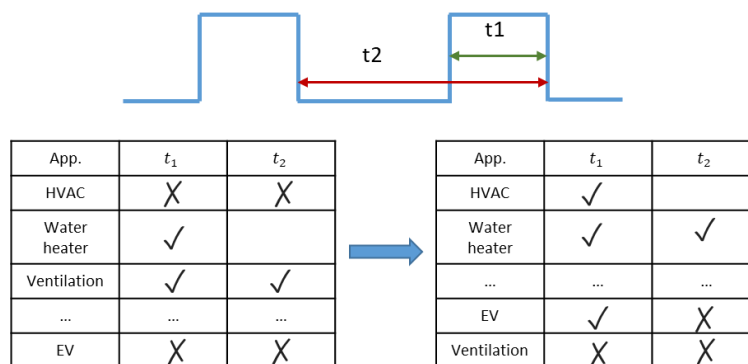 t1
t2
App. t₁ t₂
HVAC X X
Water heater ✓
Ventilation ✓ ✓
... ... ...
EV X X
App. t₁ t₂
HVAC ✓
Water heater ✓ ✓
... ... ...
EV ✓ X
Ventilation X X